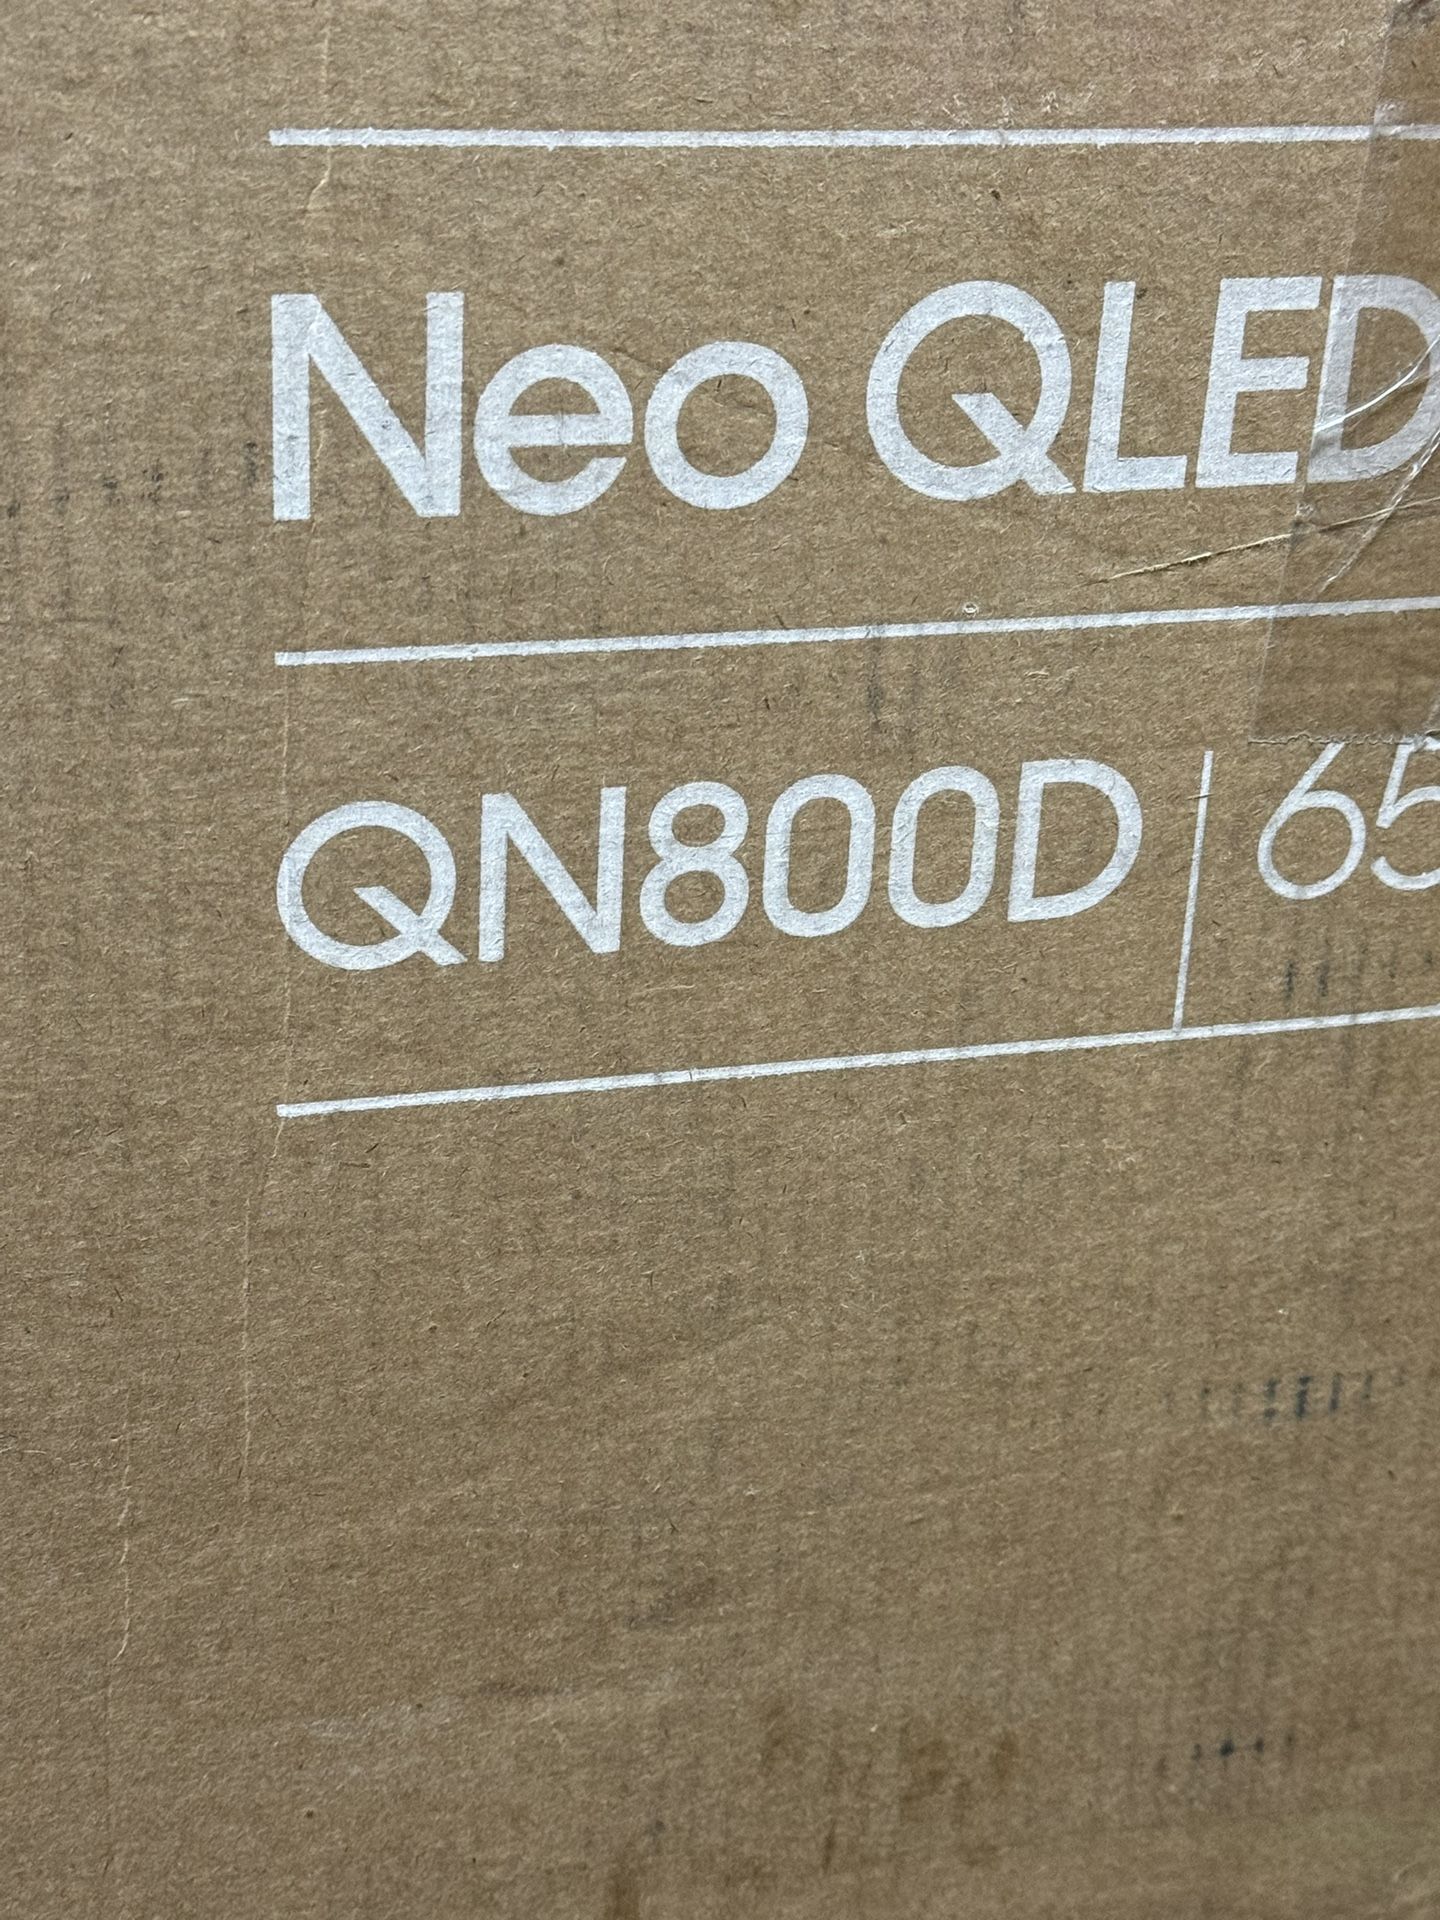 Neo QLED
QN800D | 65